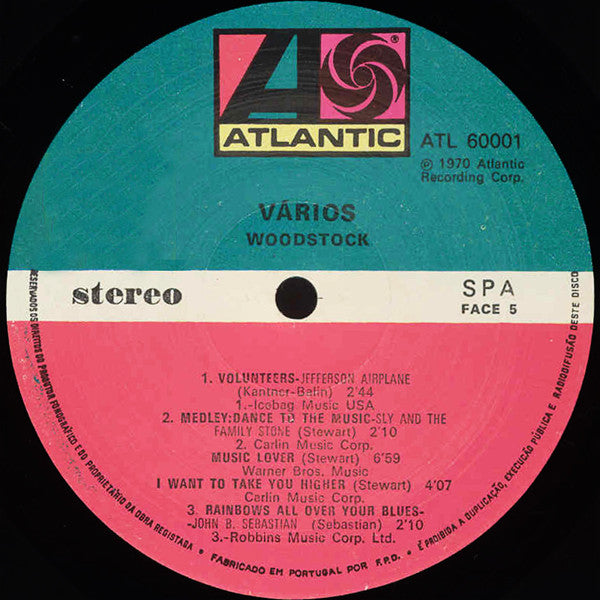 ®
ATLANTIC
ATL 60001
℗ 1970 Atlantic
Recording Corp.
VÁRIOS
WOODSTOCK
stereo
SPA
FACE 5
1. VOLUNTEERS-JEFFERSON AIRPLANE
(Kantner-Balin) 2'44
1.-Icebag Music USA
2. MEDLEY:DANCE TO THE MUSIC-SLY AND THE
FAMILY STONE (Stewart) 2'10
2. Carlin Music Corp.
MUSIC LOVER (Stewart) 6'59
Warner Bros. Music
I WANT TO TAKE YOU HIGHER (Stewart) 4'07
Carlin Music Corp.
3. RAINBOWS ALL OVER YOUR BLUES-
-JOHN B. SEBASTIAN (Sebastian) 2'10
3.-Robbins Music Corp. Ltd.
RESERVADOS OS DIREITOS DO PRODUTOR FONOGRÁFICO E DO PROPRIETÁRIO DA OBRA REGISTADA • FABRICADO EM PORTUGAL POR F.P.D. • É PROIBIDA A DUPLICAÇÃO, EXECUÇÃO PÚBLICA E RADIODIFUSÃO DESTE DISCO